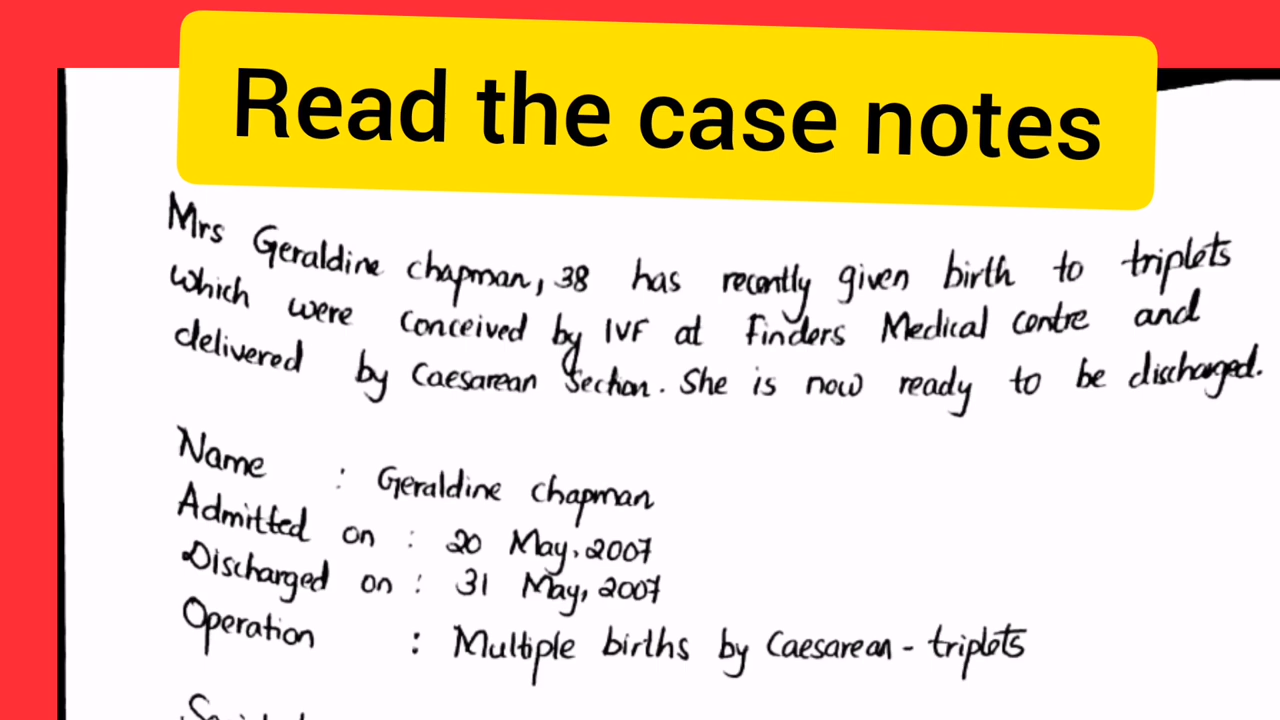 Read the case notes
Mrs Geraldine chapman, 38 has recently given birth to triplets
which were conceived by IVF at Finders Medical centre and
delivered by Caesarean Section. She is now ready to be discharged.
Name : Geraldine chapman
Admitted on : 20 May, 2007
Discharged on : 31 May, 2007
Operation : Multiple births by Caesarean - triplets